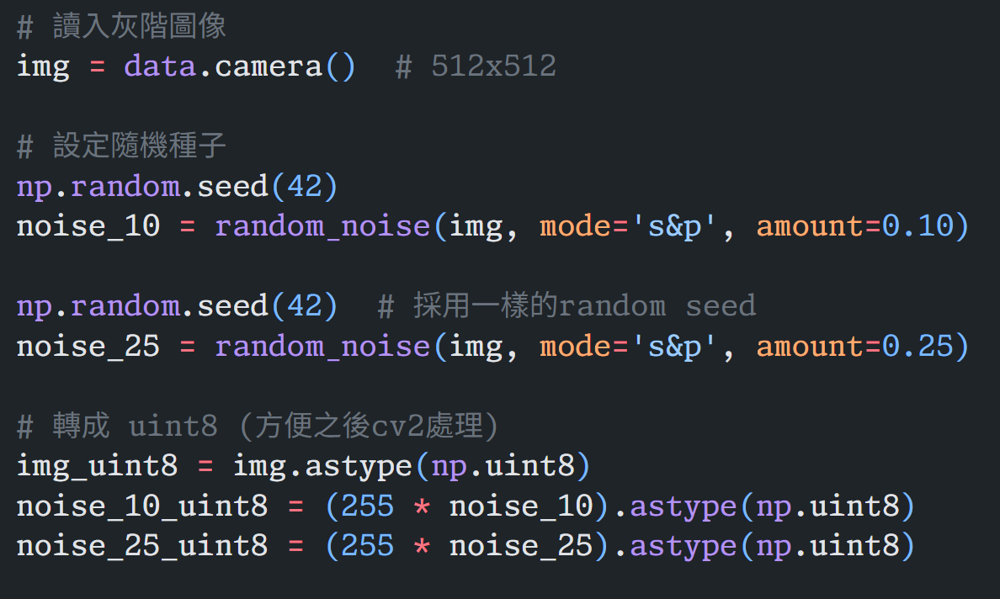 # 讀入灰階圖像
img = data.camera()  # 512x512
# 設定隨機種子
np.random.seed(42)
noise_10 = random_noise(img, mode='s&p', amount=0.10)
np.random.seed(42)  # 採用一樣的random seed
noise_25 = random_noise(img, mode='s&p', amount=0.25)
# 轉成 uint8 (方便之後cv2處理)
img_uint8 = img.astype(np.uint8)
noise_10_uint8 = (255 * noise_10).astype(np.uint8)
noise_25_uint8 = (255 * noise_25).astype(np.uint8)